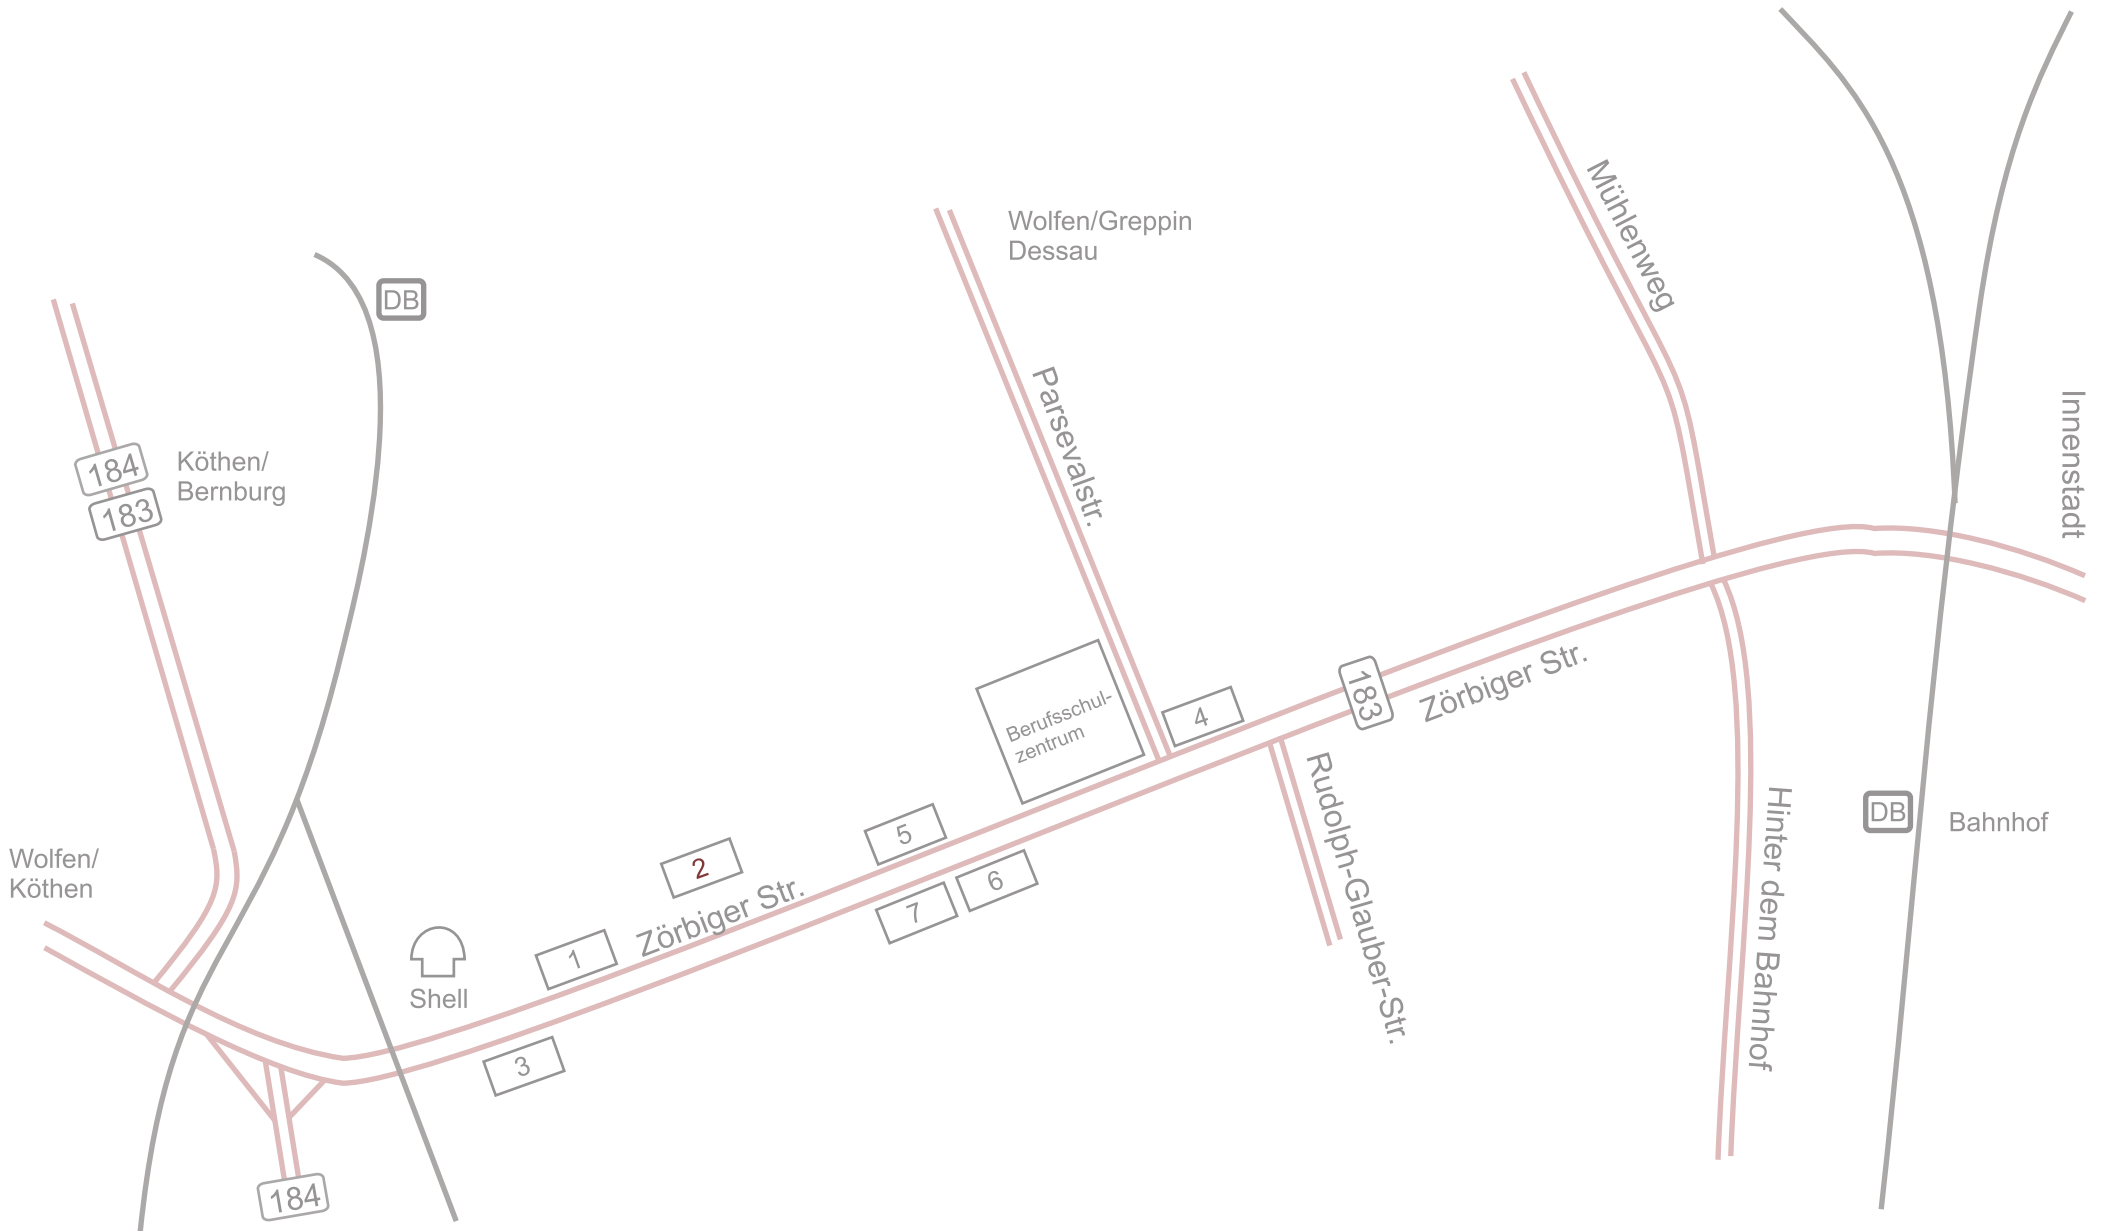 Mühlenweg
Wolfen/Greppin
Dessau
DB
Parsevalstr.
Innenstadt
184
183
Köthen/
Bernburg
Berufsschul-
zentrum
4
183
Zörbiger Str.
Rudolph-Glauber-Str.
Hinter dem Bahnhof
DB
Bahnhof
5
2
6
7
Zörbiger Str.
Wolfen/
Köthen
1
Shell
3
184